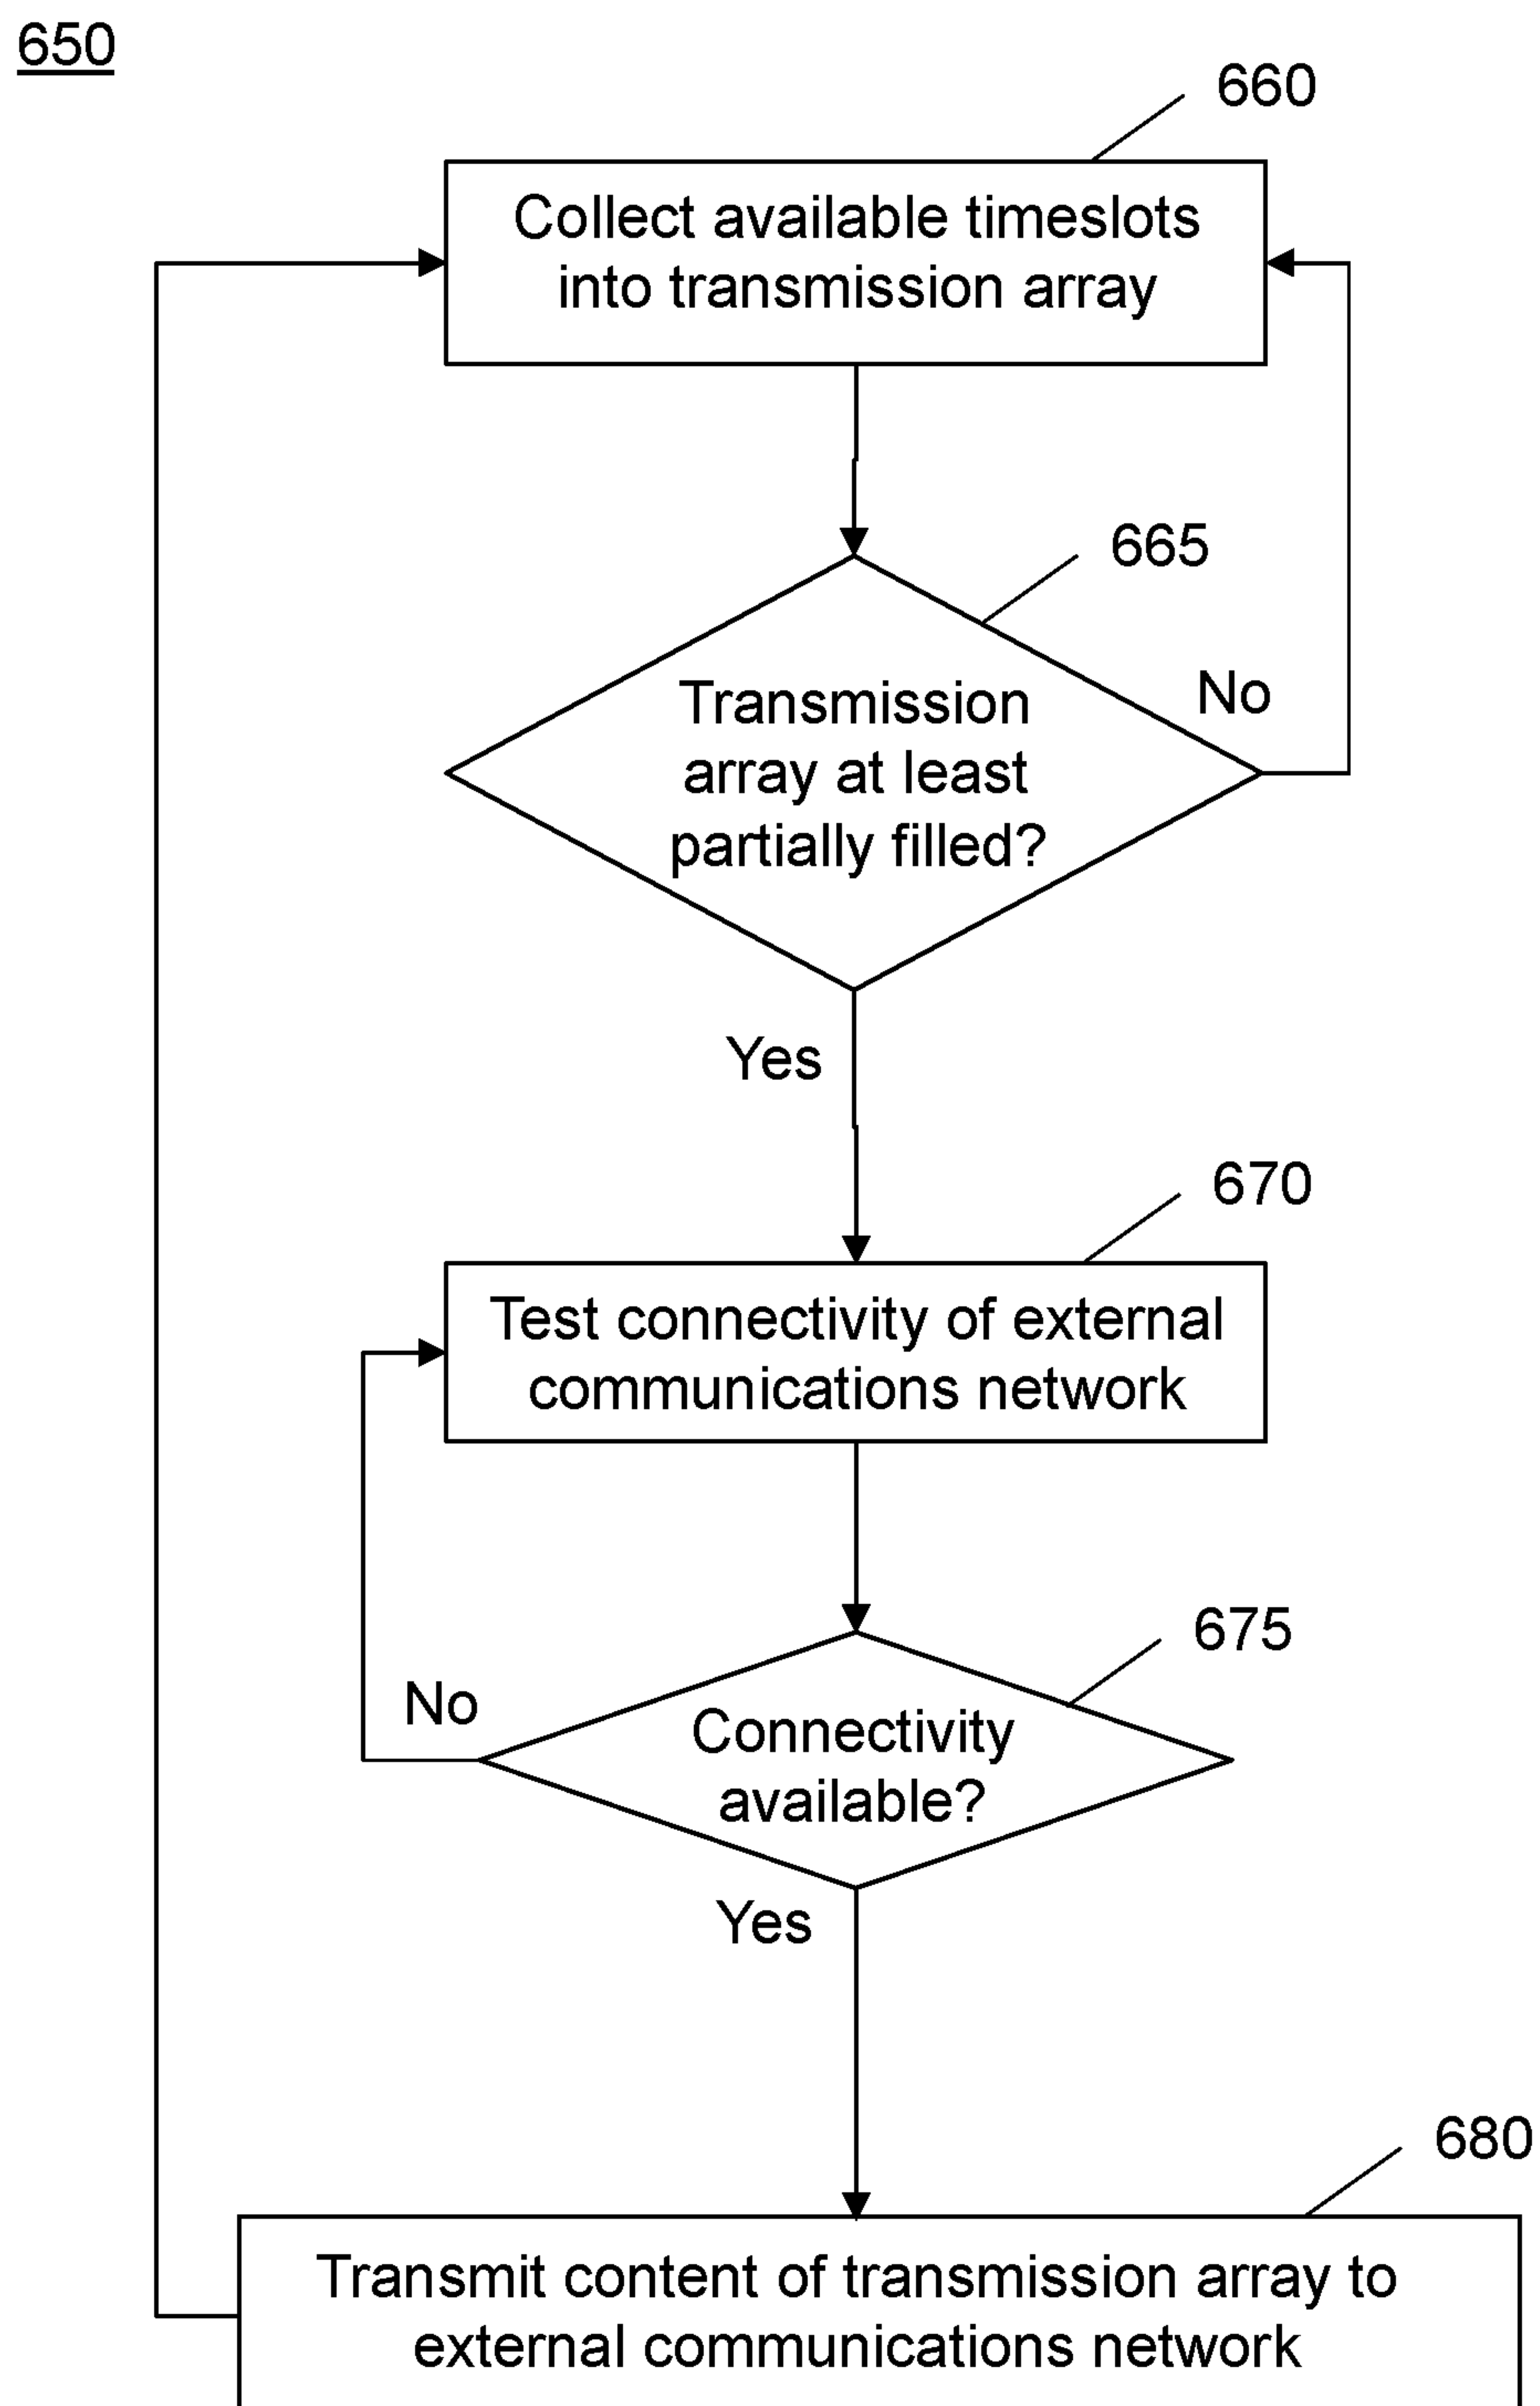 650
660
Collect available timeslots
into transmission array
665
Transmission
array at least
partially filled?
No
Yes
670
Test connectivity of external
communications network
675
No
Connectivity
available?
Yes
680
Transmit content of transmission array to
external communications network